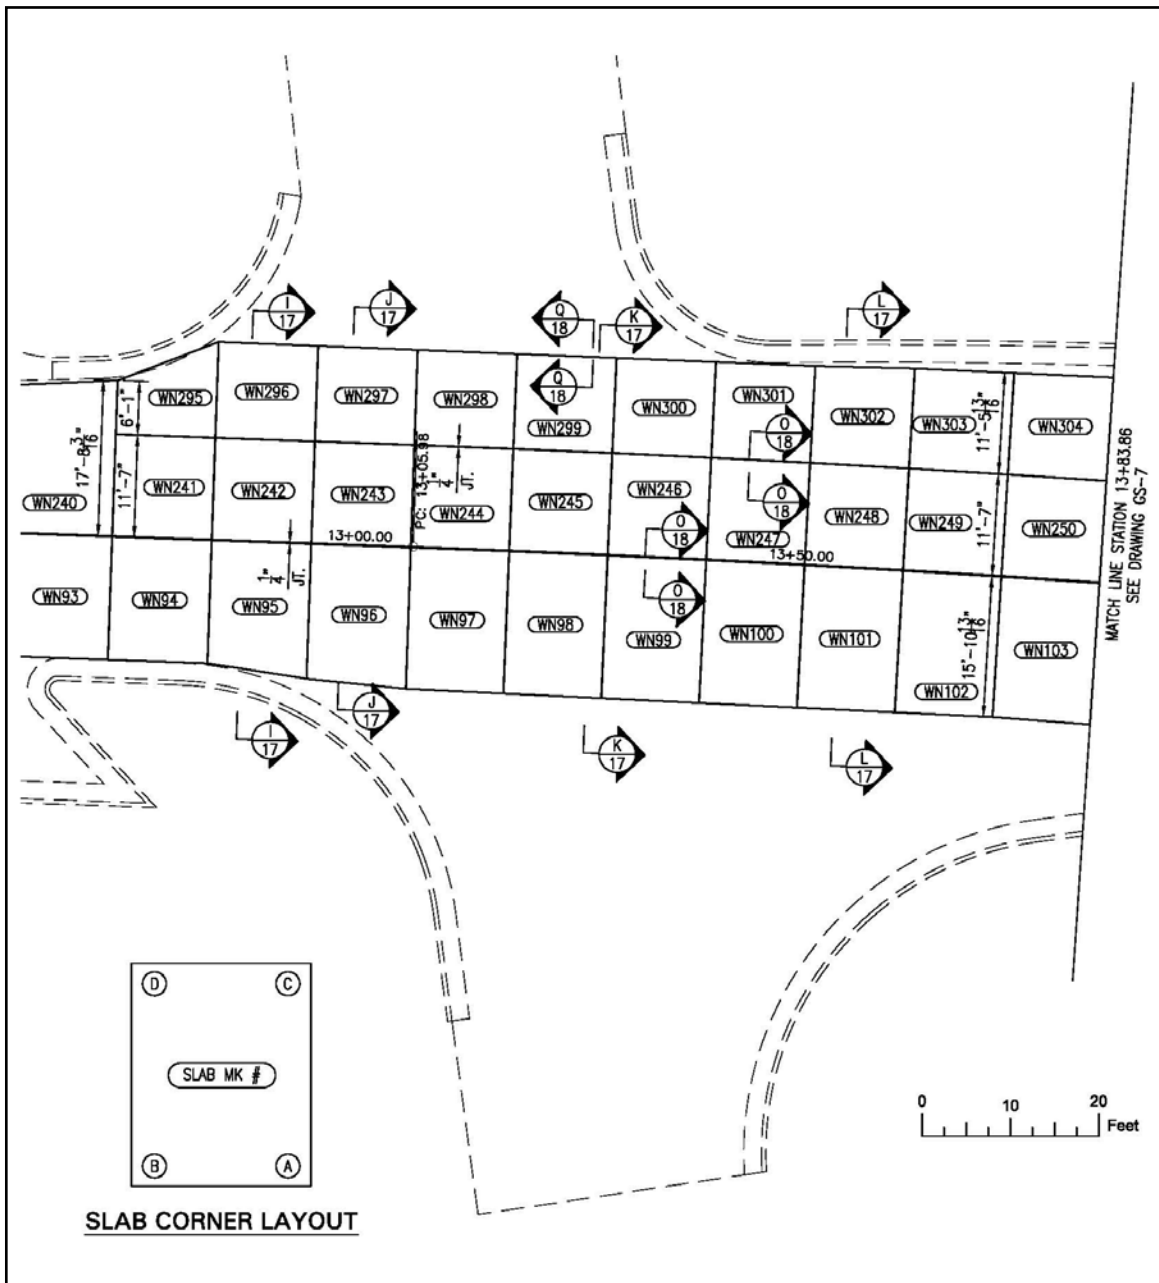 I
17
J
17
Q
18
K
17
L
17
Q
18
WN295
WN296
WN297
WN298
WN299
WN300
WN301
WN302
WN303
WN304
6'-1"
17'-8 3/16"
11'-7"
11'-5 13/16"
O
18
PC: 13+05.98
1/4"
JT.
WN240
WN241
WN242
WN243
WN244
WN245
WN246
WN247
WN248
WN249
WN250
O
18
O
18
11'-7"
13+00.00
13+50.00
MATCH LINE STATION 13+83.86
SEE DRAWING GS-7
1/4"
JT.
O
18
WN93
WN94
WN95
WN96
WN97
WN98
WN99
WN100
WN101
WN102
WN103
15'-10 13/16"
J
17
I
17
K
17
L
17
D
C
SLAB MK #
B
A
SLAB CORNER LAYOUT
0 10 20
Feet